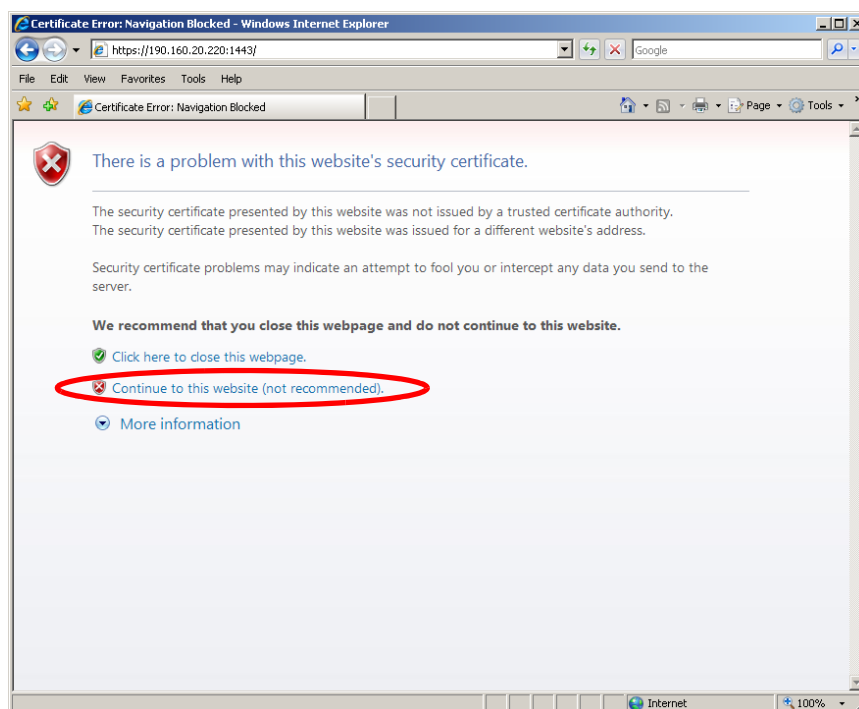 Certificate Error: Navigation Blocked - Windows Internet Explorer
https://190.160.20.220:1443/
Google
File Edit View Favorites Tools Help
Certificate Error: Navigation Blocked
Page Tools
There is a problem with this website's security certificate.
The security certificate presented by this website was not issued by a trusted certificate authority.
The security certificate presented by this website was issued for a different website's address.
Security certificate problems may indicate an attempt to fool you or intercept any data you send to the
server.
We recommend that you close this webpage and do not continue to this website.
Click here to close this webpage.
Continue to this website (not recommended).
More information
Internet 100%